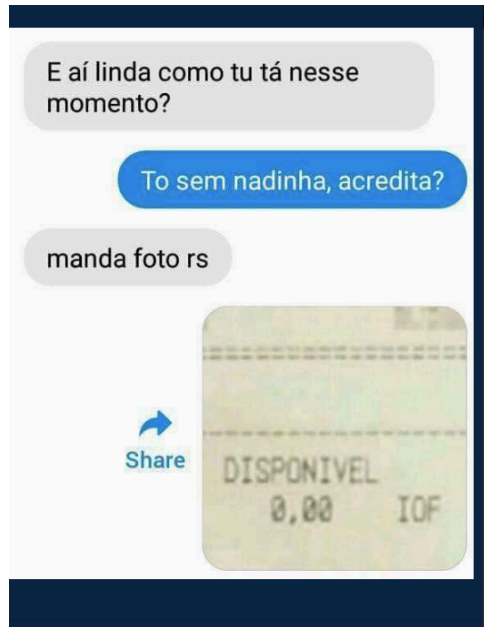 E aí linda como tu tá nesse
momento?
To sem nadinha, acredita?
manda foto rs
Share
DISPONIVEL
0,00 IOF